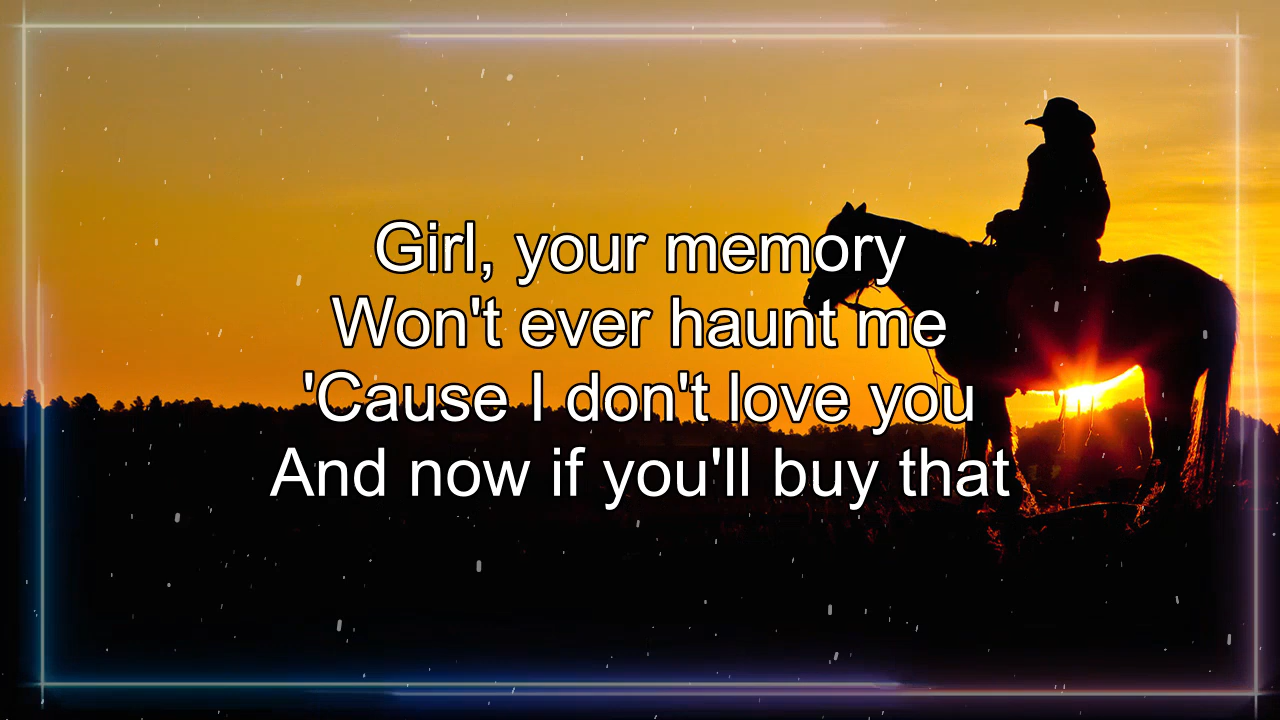 Girl, your memory
Won't ever haunt me
'Cause I don't love you
And now if you'll buy that